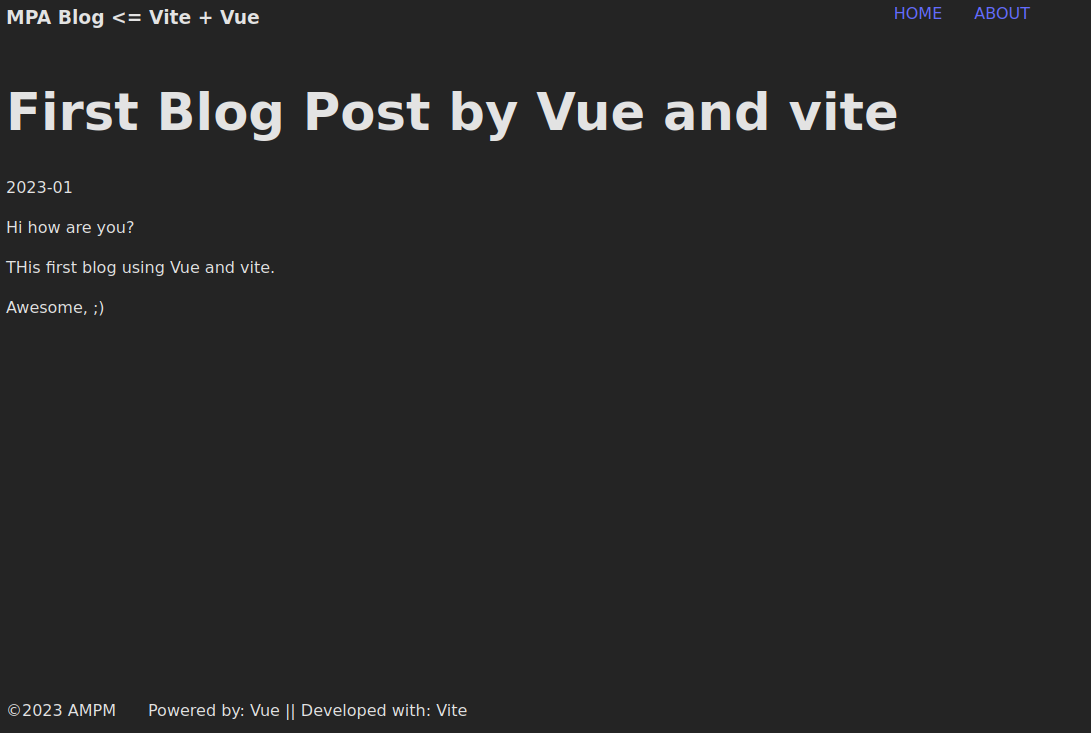 MPA Blog <= Vite + Vue
HOME ABOUT
First Blog Post by Vue and vite
2023-01
Hi how are you?
THis first blog using Vue and vite.
Awesome, ;)
©2023 AMPM Powered by: Vue || Developed with: Vite